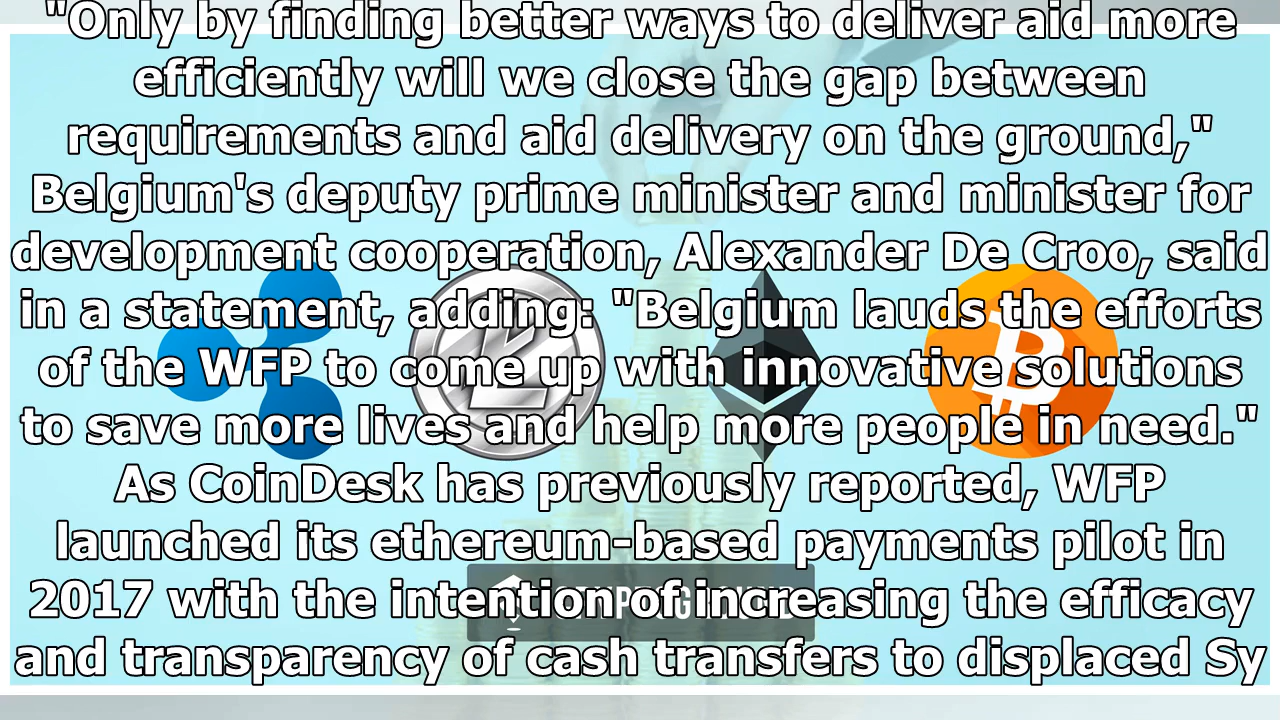 "Only by finding better ways to deliver aid more
efficiently will we close the gap between
requirements and aid delivery on the ground,"
Belgium's deputy prime minister and minister for
development cooperation, Alexander De Croo, said
in a statement, adding: "Belgium lauds the efforts
of the WFP to come up with innovative solutions
to save more lives and help more people in need."
As CoinDesk has previously reported, WFP
launched its ethereum-based payments pilot in
2017 with the intention of increasing the efficacy
and transparency of cash transfers to displaced Sy